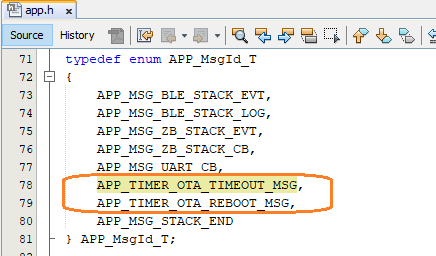 app.h
Source History
71 typedef enum APP_MsgId_T
72 {
73 APP_MSG_BLE_STACK_EVT,
74 APP_MSG_BLE_STACK_LOG,
75 APP_MSG_ZB_STACK_EVT,
76 APP_MSG_ZB_STACK_CB,
77 APP_MSG_UART_CB,
78 APP_TIMER_OTA_TIMEOUT_MSG,
79 APP_TIMER_OTA_REBOOT_MSG,
80 APP_MSG_STACK_END
81 } APP_MsgId_T;